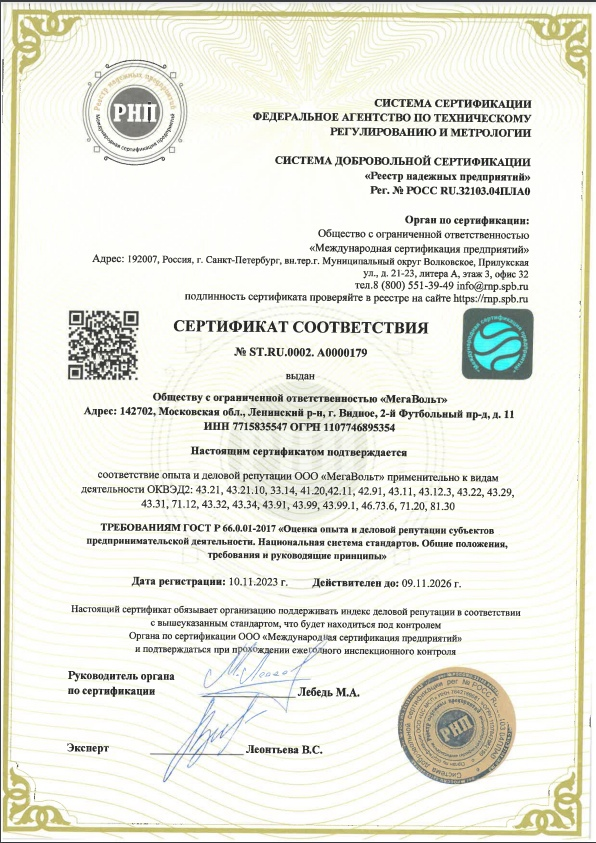 Реестр надежных предприятий
РНП
Международная сертификация предприятий
СИСТЕМА СЕРТИФИКАЦИИ
ФЕДЕРАЛЬНОЕ АГЕНТСТВО ПО ТЕХНИЧЕСКОМУ
РЕГУЛИРОВАНИЮ И МЕТРОЛОГИИ
СИСТЕМА ДОБРОВОЛЬНОЙ СЕРТИФИКАЦИИ
«Реестр надежных предприятий»
Рег. № РОСС RU.З2103.04ПЛА0
Орган по сертификации:
Общество с ограниченной ответственностью
«Международная сертификация предприятий»
Адрес: 192007, Россия, г. Санкт-Петербург, вн.тер.г. Муниципальный округ Волковское, Прилукская
ул., д. 21-23, литера А, этаж 3, офис 32
тел.8 (800) 551-39-49 info@rnp.spb.ru
подлинность сертификата проверяйте в реестре на сайте https://rnp.spb.ru
СЕРТИФИКАТ СООТВЕТСТВИЯ
№ ST.RU.0002. A0000179
выдан
Обществу с ограниченной ответственностью «МегаВольт»
Адрес: 142702, Московская обл., Ленинский р-н, г. Видное, 2-й Футбольный пр-д, д. 11
ИНН 7715835547 ОГРН 1107746895354
Настоящим сертификатом подтверждается
соответствие опыта и деловой репутации ООО «МегаВольт» применительно к видам
деятельности ОКВЭД2: 43.21, 43.21.10, 33.14, 41.20,42.11, 42.91, 43.11, 43.12.3, 43.22, 43.29,
43.31, 71.12, 43.32, 43.34, 43.91, 43.99, 43.99.1, 46.73.6, 71.20, 81.30
ТРЕБОВАНИЯМ ГОСТ Р 66.0.01-2017 «Оценка опыта и деловой репутации субъектов
предпринимательской деятельности. Национальная система стандартов. Общие положения,
требования и руководящие принципы»
Дата регистрации: 10.11.2023 г. Действителен до: 09.11.2026 г.
Настоящий сертификат обязывает организацию поддерживать индекс деловой репутации в соответствии
с вышеуказанным стандартом, что будет находиться под контролем
Органа по сертификации ООО «Международная сертификация предприятий»
и подтверждаться при прохождении ежегодного инспекционного контроля
Руководитель органа
по сертификации Лебедь М.А.
Эксперт Леонтьева В.С.
РНП